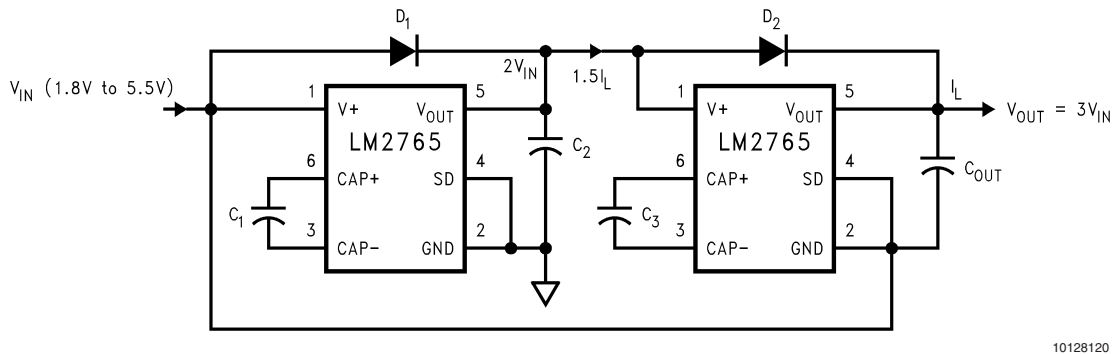 D1
D2
VIN (1.8V to 5.5V)
2VIN
1.5IL
IL
VOUT = 3VIN
1
V+
VOUT
5
LM2765
6
CAP+
SD
4
3
CAP-
GND
2
C1
C2
1
V+
VOUT
5
LM2765
6
CAP+
SD
4
3
CAP-
GND
2
C3
COUT
10128120